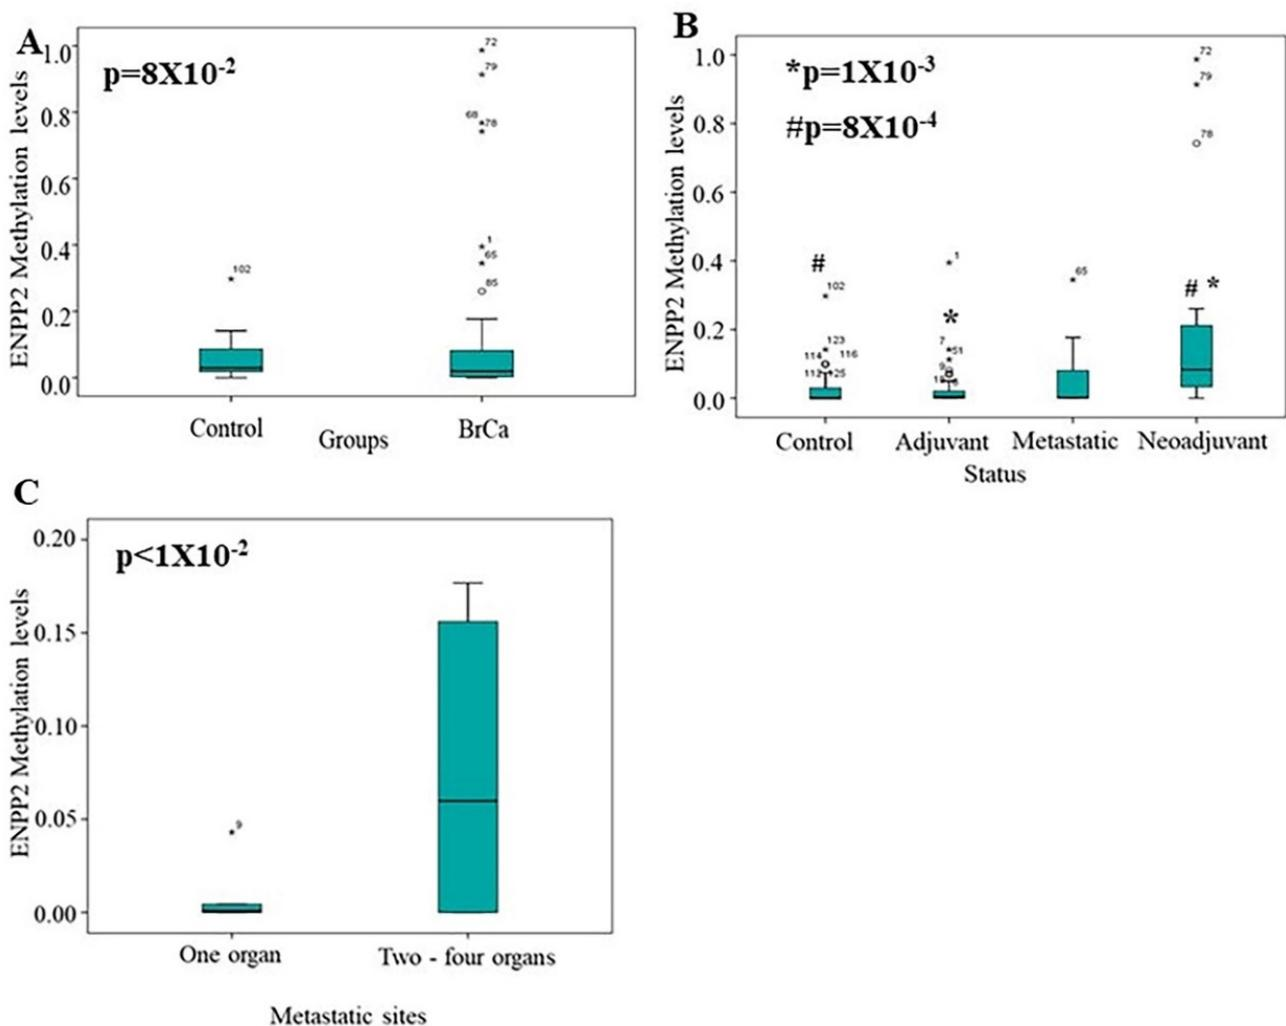 A
p=8X10-2
ENPP2 Methylation levels
1.0
0.8
0.6
0.4
0.2
0.0
102
72
79
68
78
1
65
85
Control
BrCa
Groups
B
*p=1X10-3
#p=8X10-4
ENPP2 Methylation levels
1.0
0.8
0.6
0.4
0.2
0.0
#
102
123
114
116
1
*
7
51
9
65
72
79
78
# *
Control Adjuvant Metastatic Neoadjuvant
Status
C
p<1X10-2
ENPP2 Methylation levels
0.20
0.15
0.10
0.05
0.00
9
One organ
Two - four organs
Metastatic sites